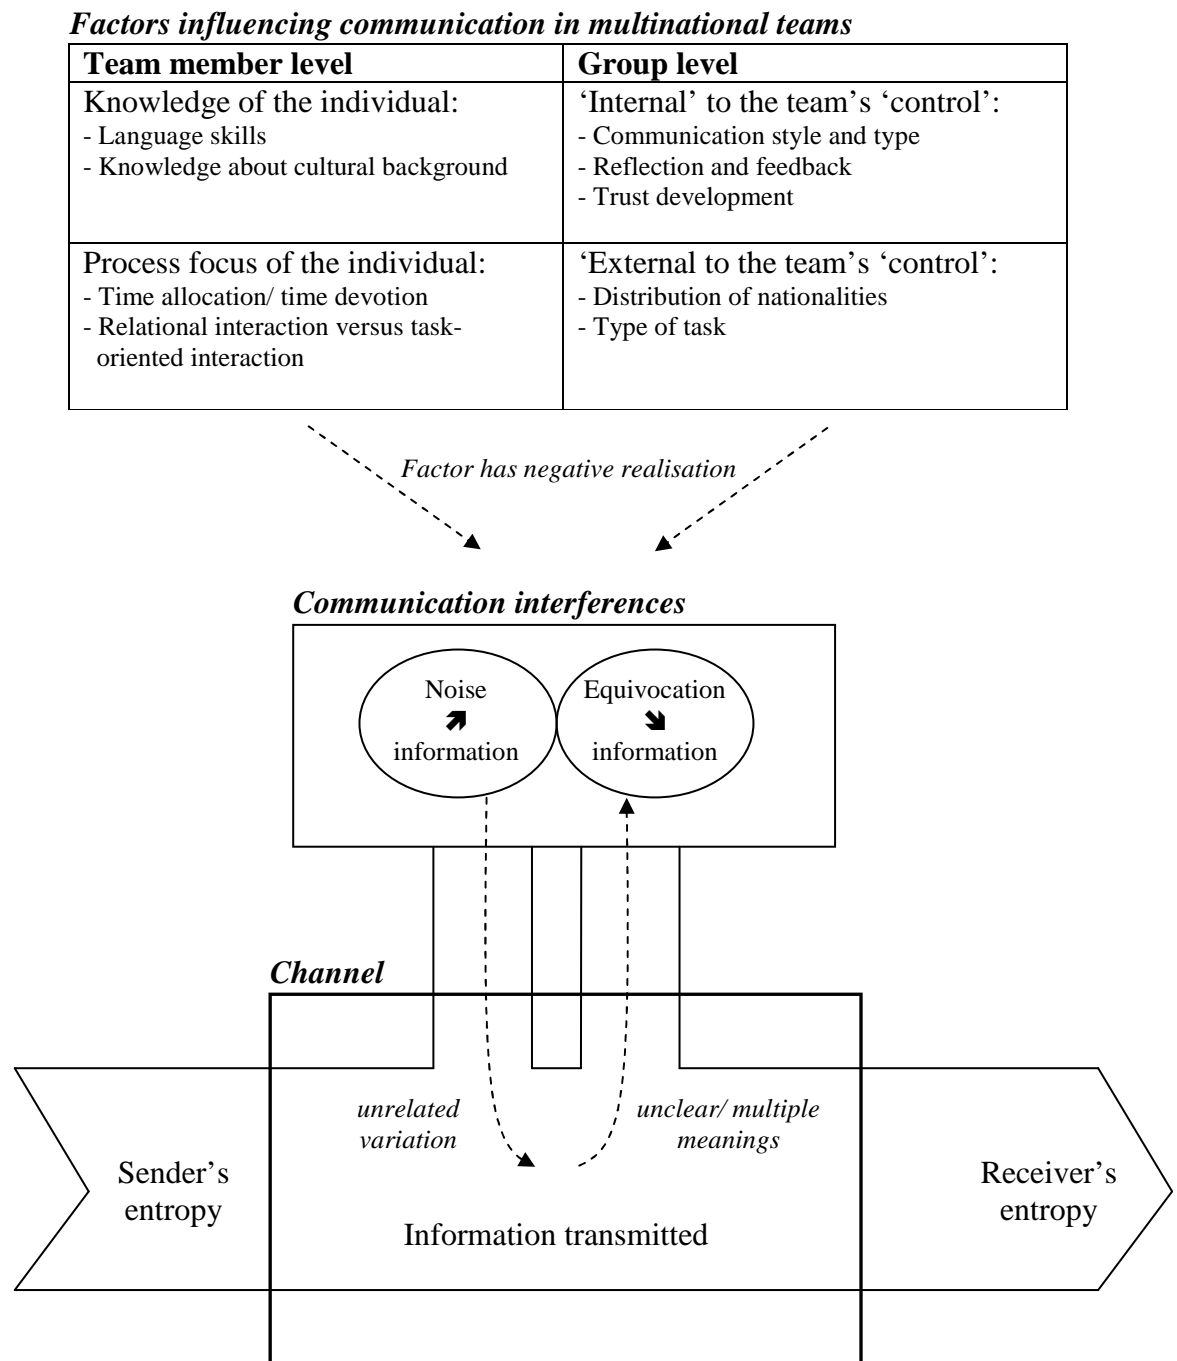 Factors influencing communication in multinational teams
Team member level
Group level
Knowledge of the individual:
- Language skills
- Knowledge about cultural background
‘Internal’ to the team’s ‘control’:
- Communication style and type
- Reflection and feedback
- Trust development
Process focus of the individual:
- Time allocation/ time devotion
- Relational interaction versus task-
oriented interaction
‘External to the team’s ‘control’:
- Distribution of nationalities
- Type of task
Factor has negative realisation
Communication interferences
Noise
information
Equivocation
information
Channel
unrelated
variation
unclear/ multiple
meanings
Sender’s
entropy
Information transmitted
Receiver’s
entropy